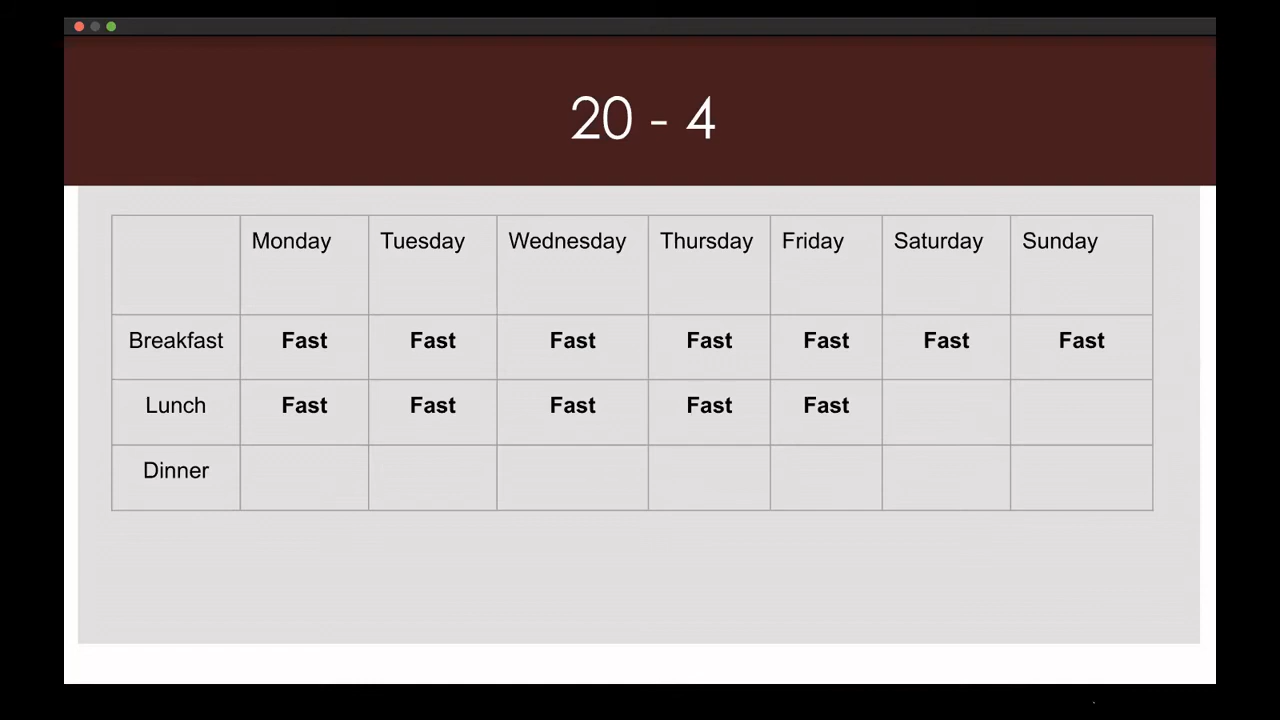 20 - 4
Monday Tuesday Wednesday Thursday Friday Saturday Sunday
Breakfast Fast Fast Fast Fast Fast Fast Fast
Lunch Fast Fast Fast Fast Fast
Dinner